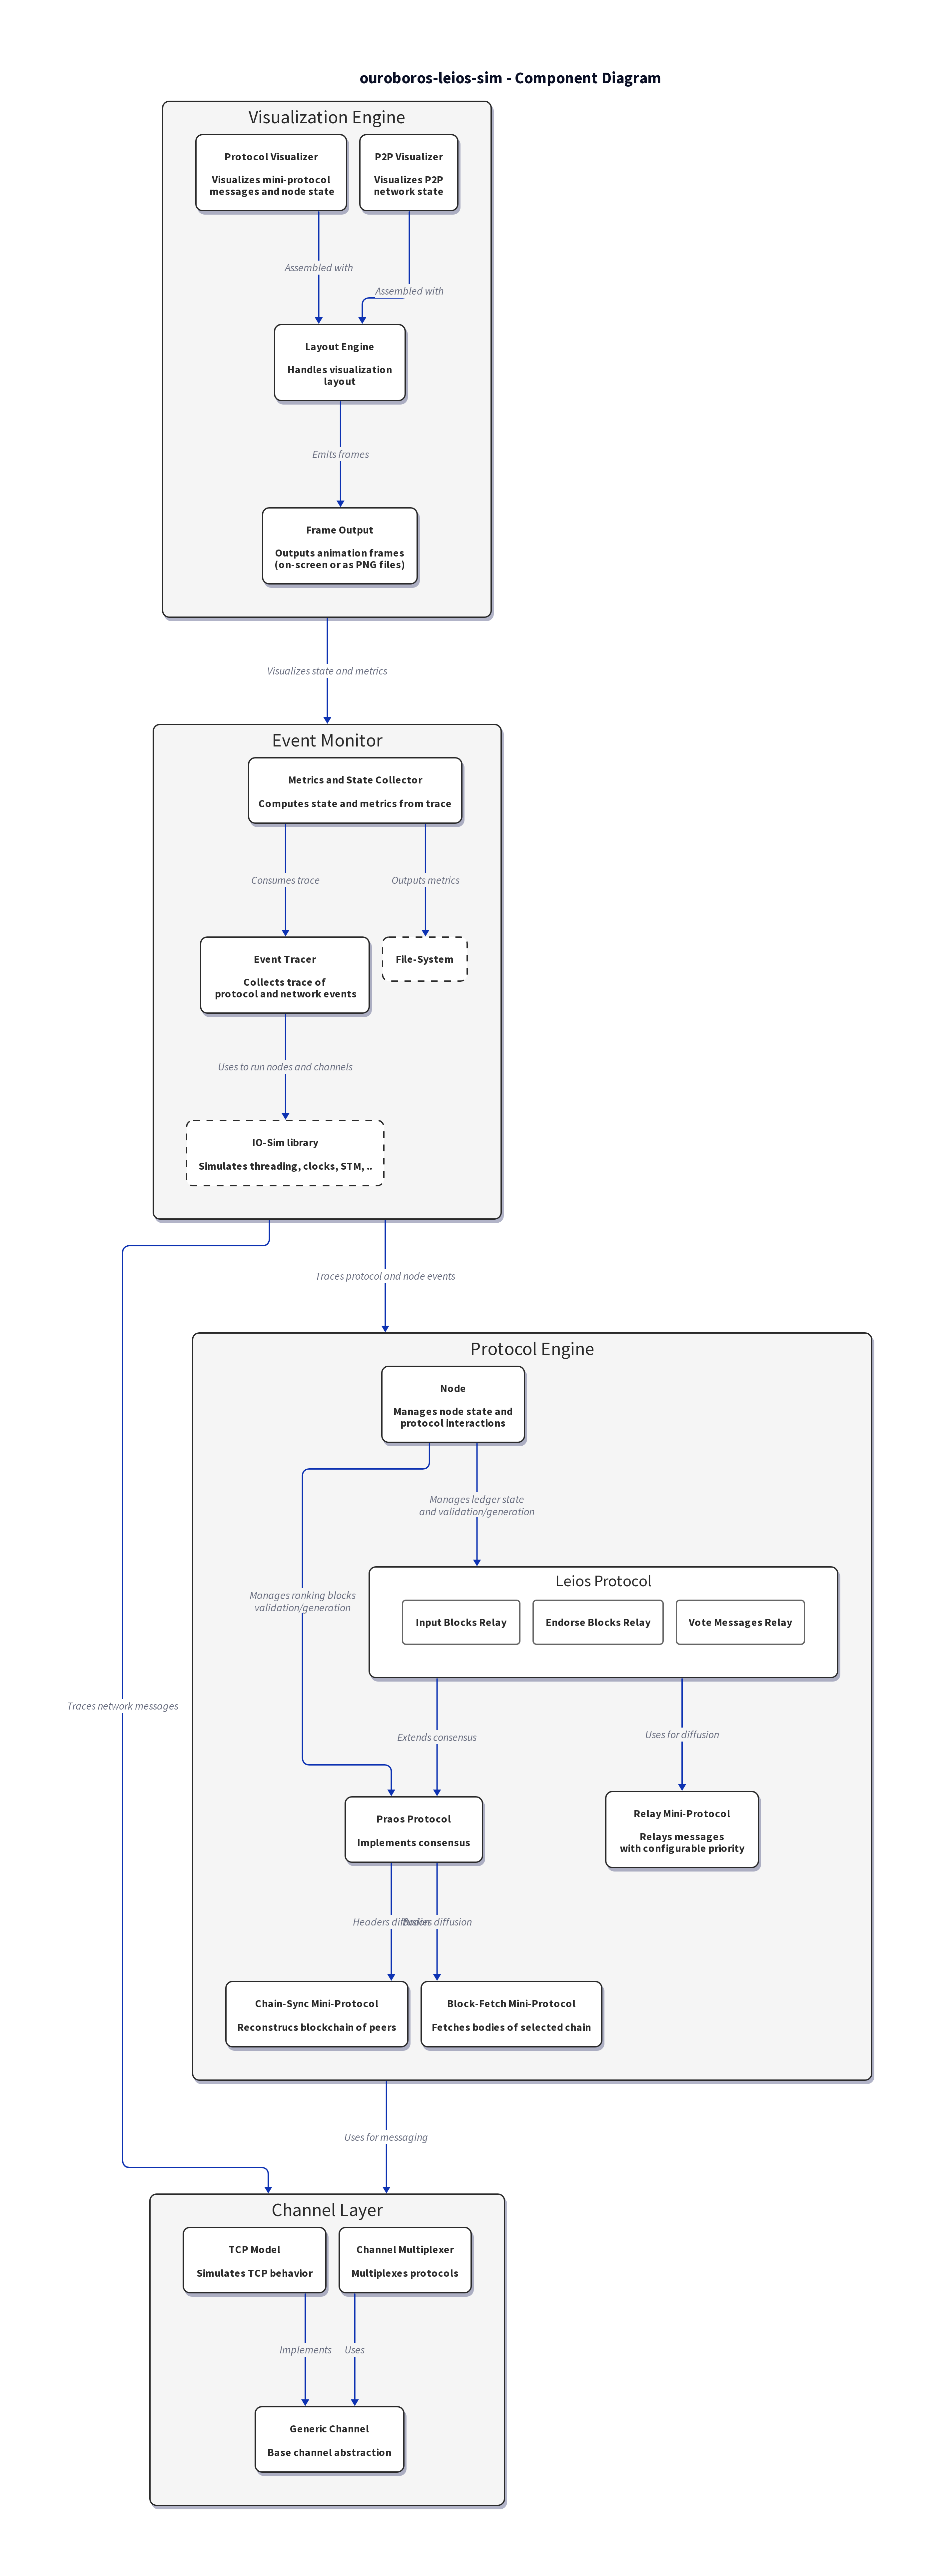 ouroboros-leios-sim - Component Diagram
Visualization Engine
Protocol Visualizer
Visualizes mini-protocol
messages and node state
P2P Visualizer
Visualizes P2P
network state
Assembled with
Assembled with
Layout Engine
Handles visualization
layout
Emits frames
Frame Output
Outputs animation frames
(on-screen or as PNG files)
Visualizes state and metrics
Event Monitor
Metrics and State Collector
Computes state and metrics from trace
Consumes trace
Outputs metrics
Event Tracer
Collects trace of
protocol and network events
File-System
Uses to run nodes and channels
IO-Sim library
Simulates threading, clocks, STM, ..
Traces protocol and node events
Protocol Engine
Node
Manages node state and
protocol interactions
Manages ledger state
and validation/generation
Manages ranking blocks
validation/generation
Leios Protocol
Input Blocks Relay
Endorse Blocks Relay
Vote Messages Relay
Traces network messages
Extends consensus
Uses for diffusion
Praos Protocol
Implements consensus
Relay Mini-Protocol
Relays messages
with configurable priority
Headers diffusion
Bodies diffusion
Chain-Sync Mini-Protocol
Reconstrucs blockchain of peers
Block-Fetch Mini-Protocol
Fetches bodies of selected chain
Uses for messaging
Channel Layer
TCP Model
Simulates TCP behavior
Channel Multiplexer
Multiplexes protocols
Implements
Uses
Generic Channel
Base channel abstraction